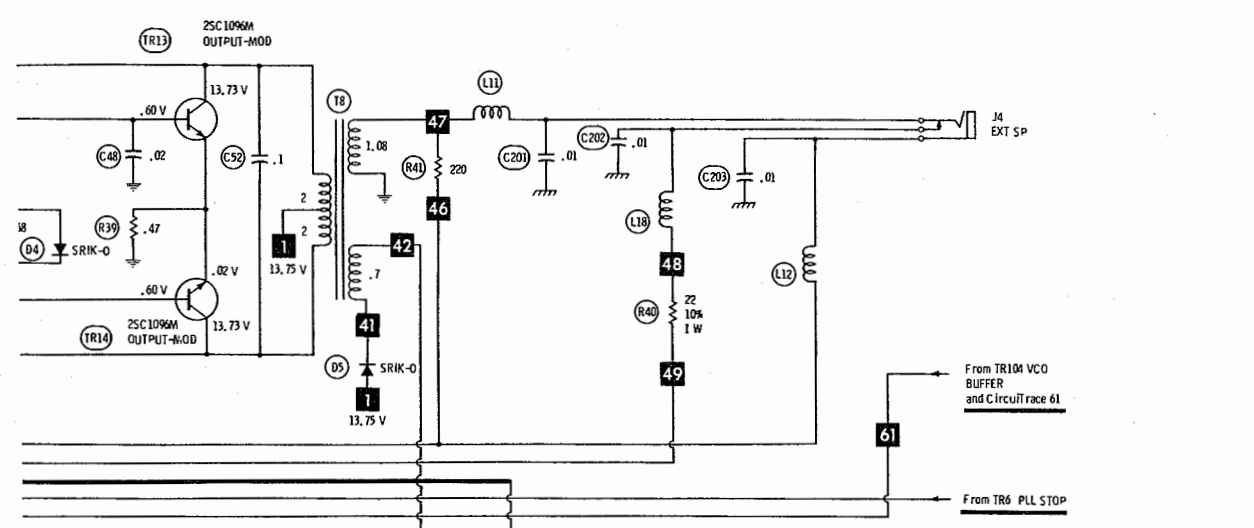 2SC1096M
TR13
OUTPUT-MOD
13.73 V
L11
T8
.60 V
47
J4
EXT SP
C202
.01
C48
.02
C52
.1
1.08
R41
220
C201
.01
C203
.01
2
46
L18
R39
.47
2
42
D4
SRIK-O
1
13.75 V
48
L12
.02 V
.7
.60 V
22
R40
10%
1 W
2SC1096M
13.73 V
41
TR14
OUTPUT-MOD
D5
SRIK-O
49
From TR104 VCO
BUFFER
and CircuiTrace 61
1
13.75 V
61
From TR6 PLL STOP